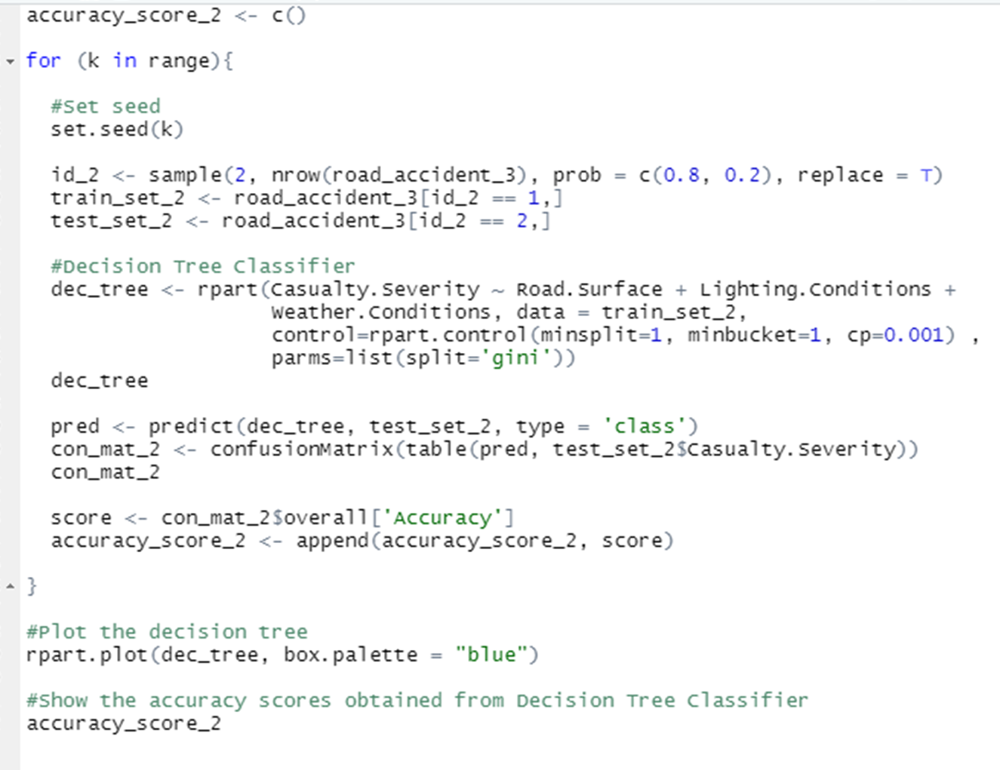 accuracy_score_2 <- c()
for (k in range){
#Set seed
set.seed(k)
id_2 <- sample(2, nrow(road_accident_3), prob = c(0.8, 0.2), replace = T)
train_set_2 <- road_accident_3[id_2 == 1,]
test_set_2 <- road_accident_3[id_2 == 2,]
#Decision Tree Classifier
dec_tree <- rpart(Casualty.Severity ~ Road.Surface + Lighting.Conditions +
Weather.Conditions, data = train_set_2,
control=rpart.control(minsplit=1, minbucket=1, cp=0.001) ,
parms=list(split='gini'))
dec_tree
pred <- predict(dec_tree, test_set_2, type = 'class')
con_mat_2 <- confusionMatrix(table(pred, test_set_2$Casualty.Severity))
con_mat_2
score <- con_mat_2$overall['Accuracy']
accuracy_score_2 <- append(accuracy_score_2, score)
}
#Plot the decision tree
rpart.plot(dec_tree, box.palette = "blue")
#Show the accuracy scores obtained from Decision Tree Classifier
accuracy_score_2